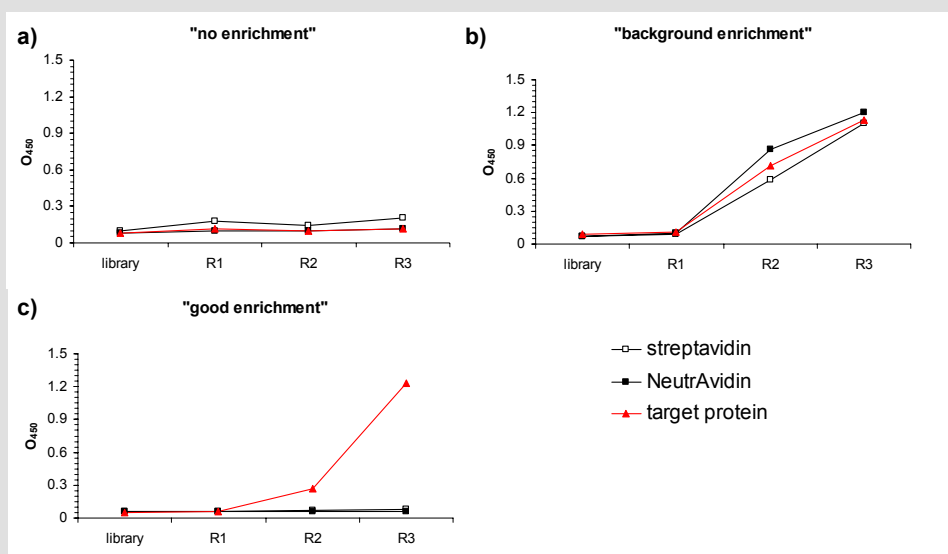 a)
"no enrichment"
1.5
1.2
0.9
0.6
0.3
0
O₄₅₀
library R1 R2 R3
b)
"background enrichment"
1.5
1.2
0.9
0.6
0.3
0
O₄₅₀
library R1 R2 R3
c)
"good enrichment"
1.5
1.2
0.9
0.6
0.3
0
O₄₅₀
library R1 R2 R3
streptavidin
NeutrAvidin
target protein